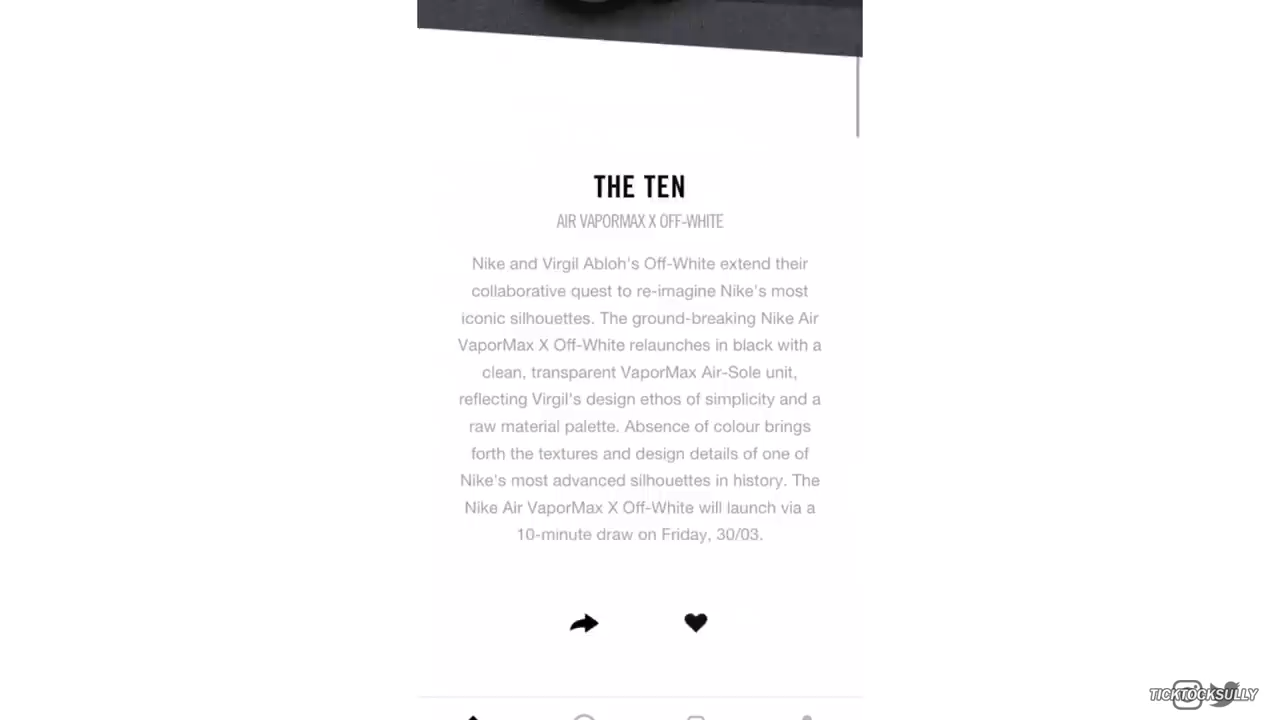 THE TEN
AIR VAPORMAX X OFF-WHITE
Nike and Virgil Abloh's Off-White extend their
collaborative quest to re-imagine Nike's most
iconic silhouettes. The ground-breaking Nike Air
VaporMax X Off-White relaunches in black with a
clean, transparent VaporMax Air-Sole unit,
reflecting Virgil's design ethos of simplicity and a
raw material palette. Absence of colour brings
forth the textures and design details of one of
Nike's most advanced silhouettes in history. The
Nike Air VaporMax X Off-White will launch via a
10-minute draw on Friday, 30/03.
TICKTOCKSULLY